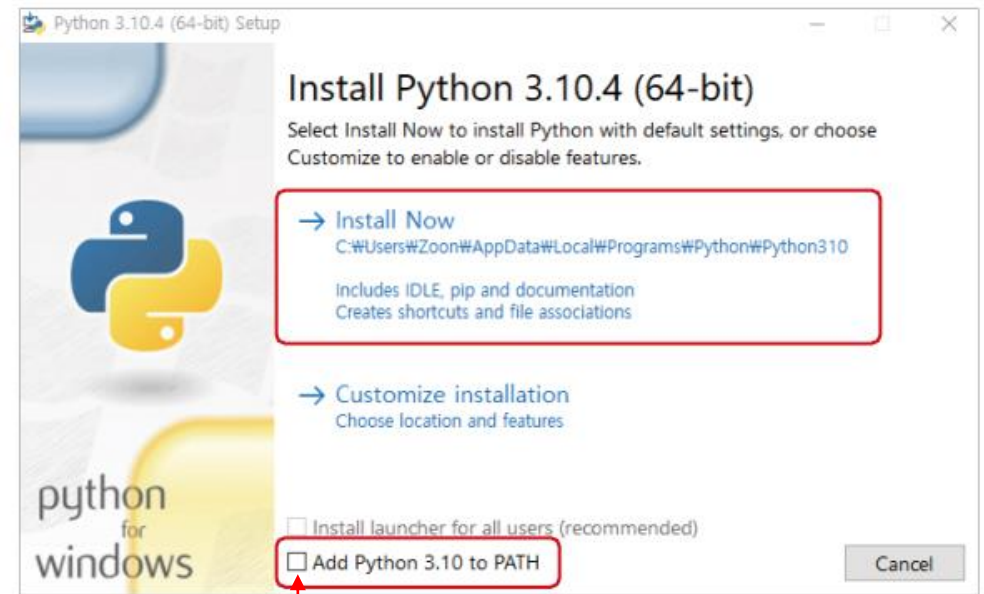 Python 3.10.4 (64-bit) Setup
Install Python 3.10.4 (64-bit)
Select Install Now to install Python with default settings, or choose
Customize to enable or disable features.
→ Install Now
C:₩Users₩Zoon₩AppData₩Local₩Programs₩Python₩Python310
Includes IDLE, pip and documentation
Creates shortcuts and file associations
→ Customize installation
Choose location and features
python
for
windows
Install launcher for all users (recommended)
Add Python 3.10 to PATH
Cancel